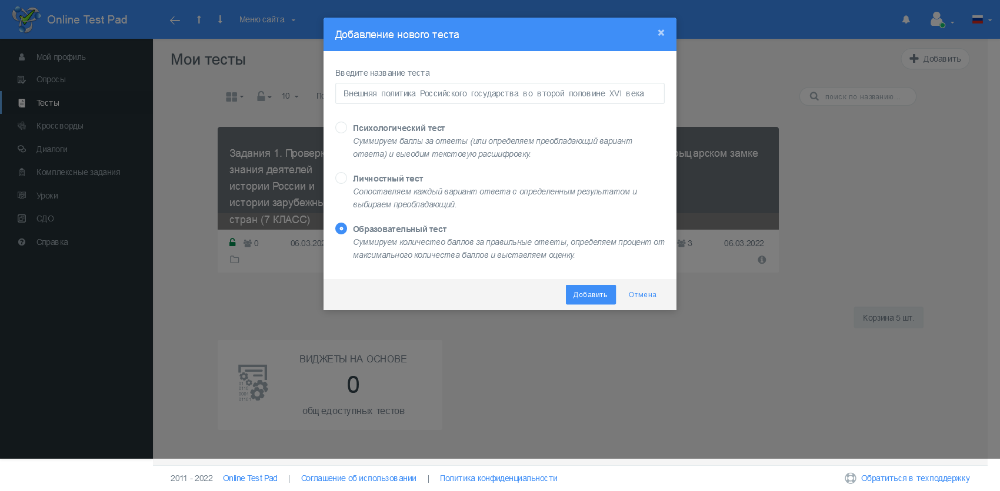 Online Test Pad
Меню сайта
Добавление нового теста
×
Мой профиль
Опросы
Тесты
Кроссворды
Диалоги
Комплексные задания
Уроки
СДО
Справка
Мои тесты
Добавить
10
поиск по названию...
Введите название теста
Внешняя политика Российского государства во второй половине XVI века
Психологический тест
Суммируем баллы за ответы (или определяем преобладающий вариант
ответа) и выводим текстовую расшифровку.
Личностный тест
Сопоставляем каждый вариант ответа с определенным результатом и
выбираем преобладающий.
Образовательный тест
Суммируем количество баллов за правильные ответы, определяем процент от
максимального количества баллов и выставляем оценку.
Добавить
Отмена
Задания 1. Проверк
знания деятелей
истории России и
истории зарубежнь
стран (7 КЛАСС)
рыцарском замке
0
06.03.202
3
06.03.2022
Корзина 5 шт.
ВИДЖЕТЫ НА ОСНОВЕ
0
общедоступных тестов
01
0110
0001
01101
2011 - 2022 Online Test Pad | Соглашение об использовании | Политика конфиденциальности
Обратиться в техподдержку